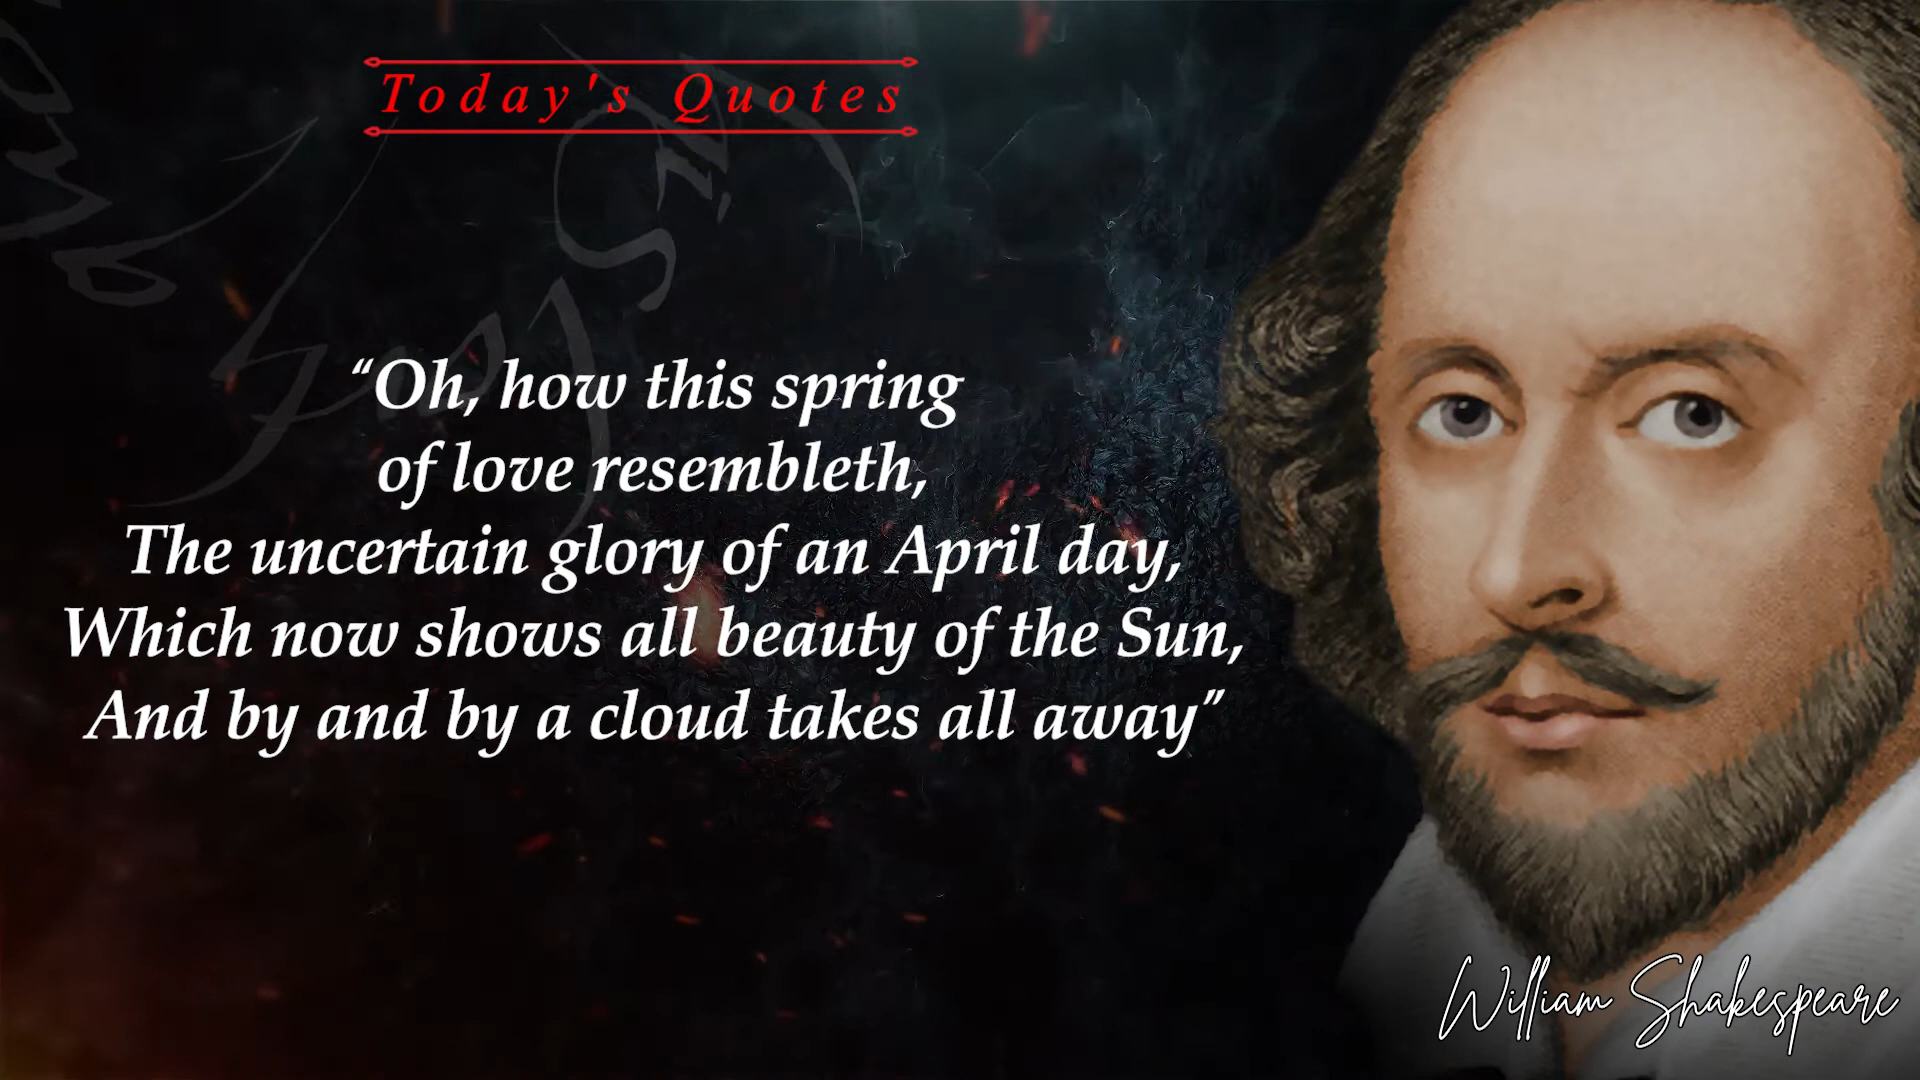 Today's Quotes
“Oh, how this spring
of love resembleth,
The uncertain glory of an April day,
Which now shows all beauty of the Sun,
And by and by a cloud takes all away”
William Shakespeare